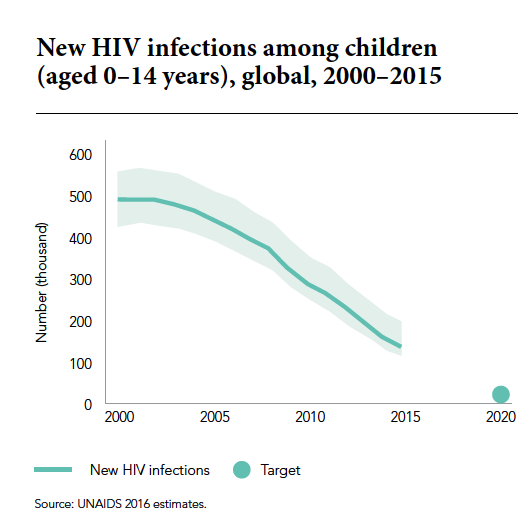 New HIV infections among children
(aged 0–14 years), global, 2000–2015
600
500
400
300
200
100
0
Number (thousand)
2000 2005 2010 2015 2020
New HIV infections Target
Source: UNAIDS 2016 estimates.